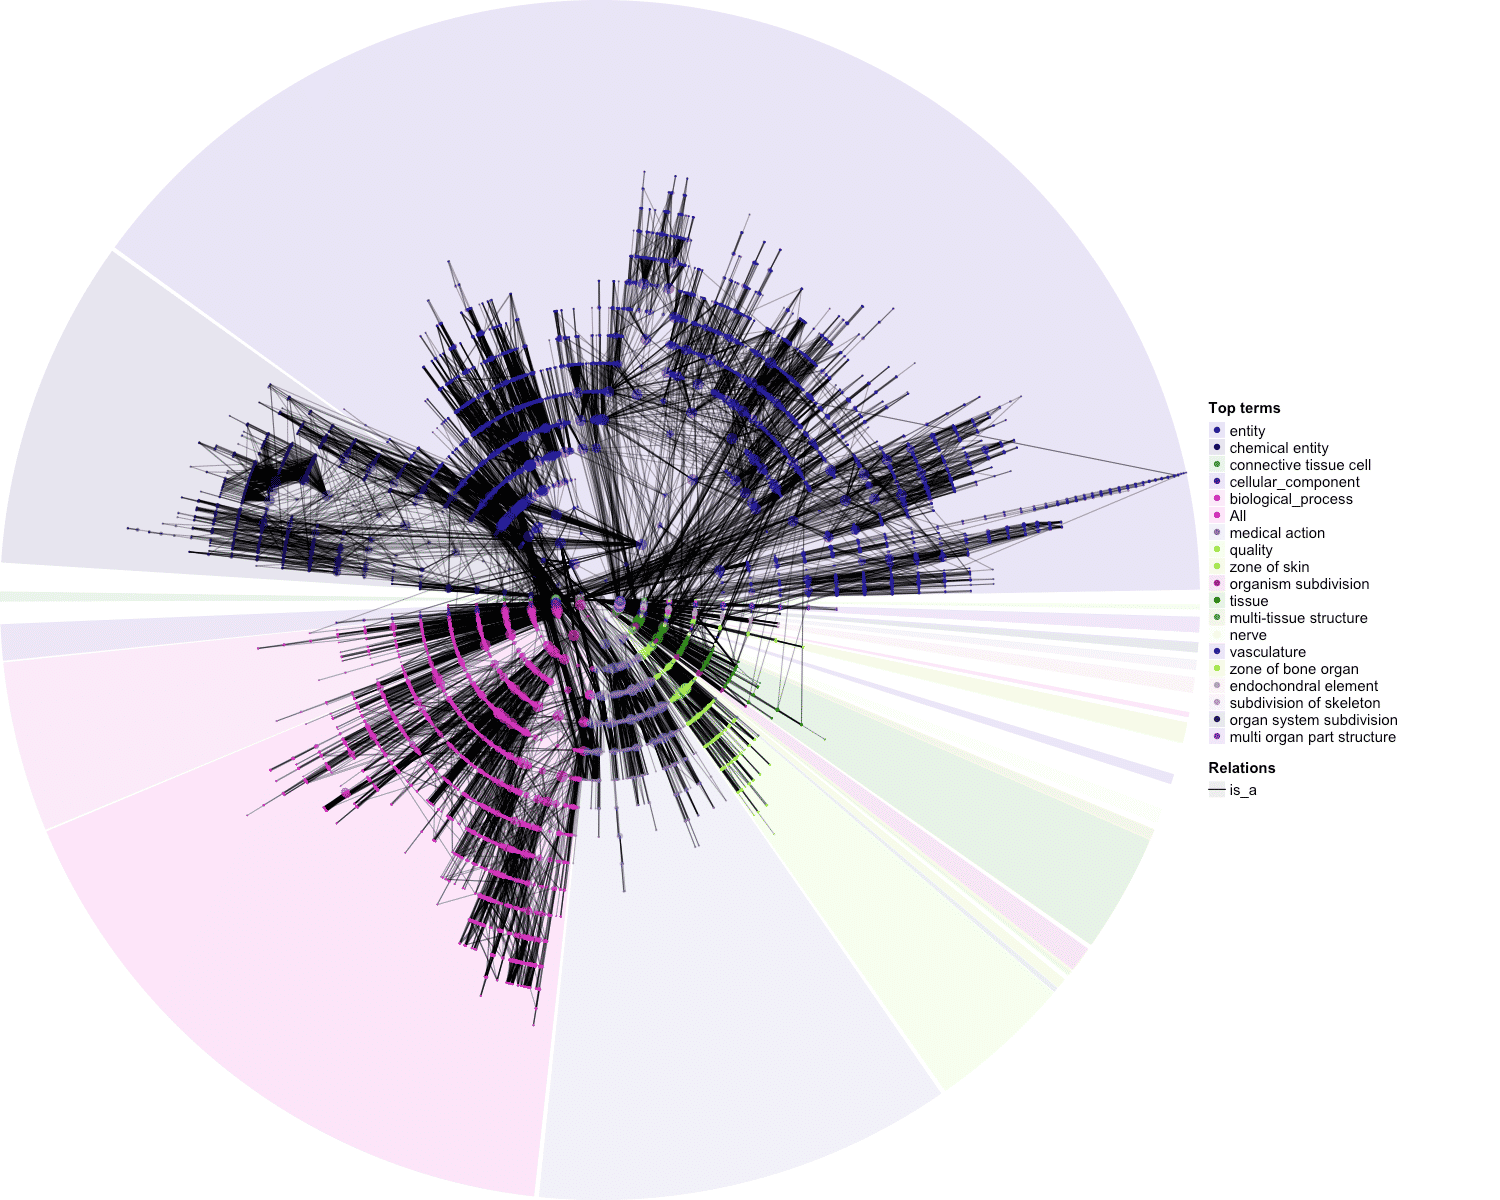 Top terms
entity
chemical entity
connective tissue cell
cellular_component
biological_process
All
medical action
quality
zone of skin
organism subdivision
tissue
multi-tissue structure
nerve
vasculature
zone of bone organ
endochondral element
subdivision of skeleton
organ system subdivision
multi organ part structure
Relations
is_a